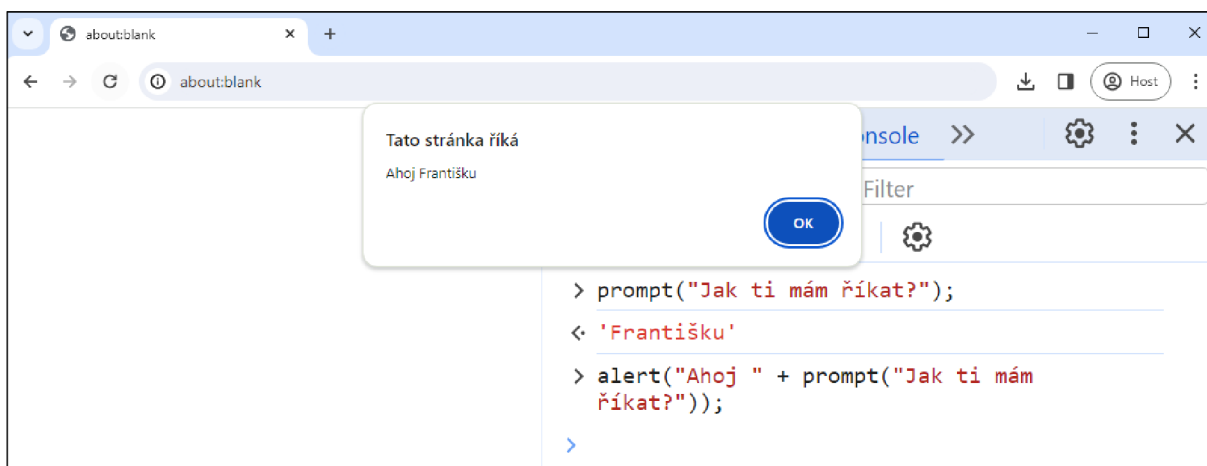 about:blank
about:blank
Host
Tato stránka říká
Ahoj Františku
OK
Filter
prompt("Jak ti mám říkat?");
'Františku'
alert("Ahoj " + prompt("Jak ti mám
říkat?"));